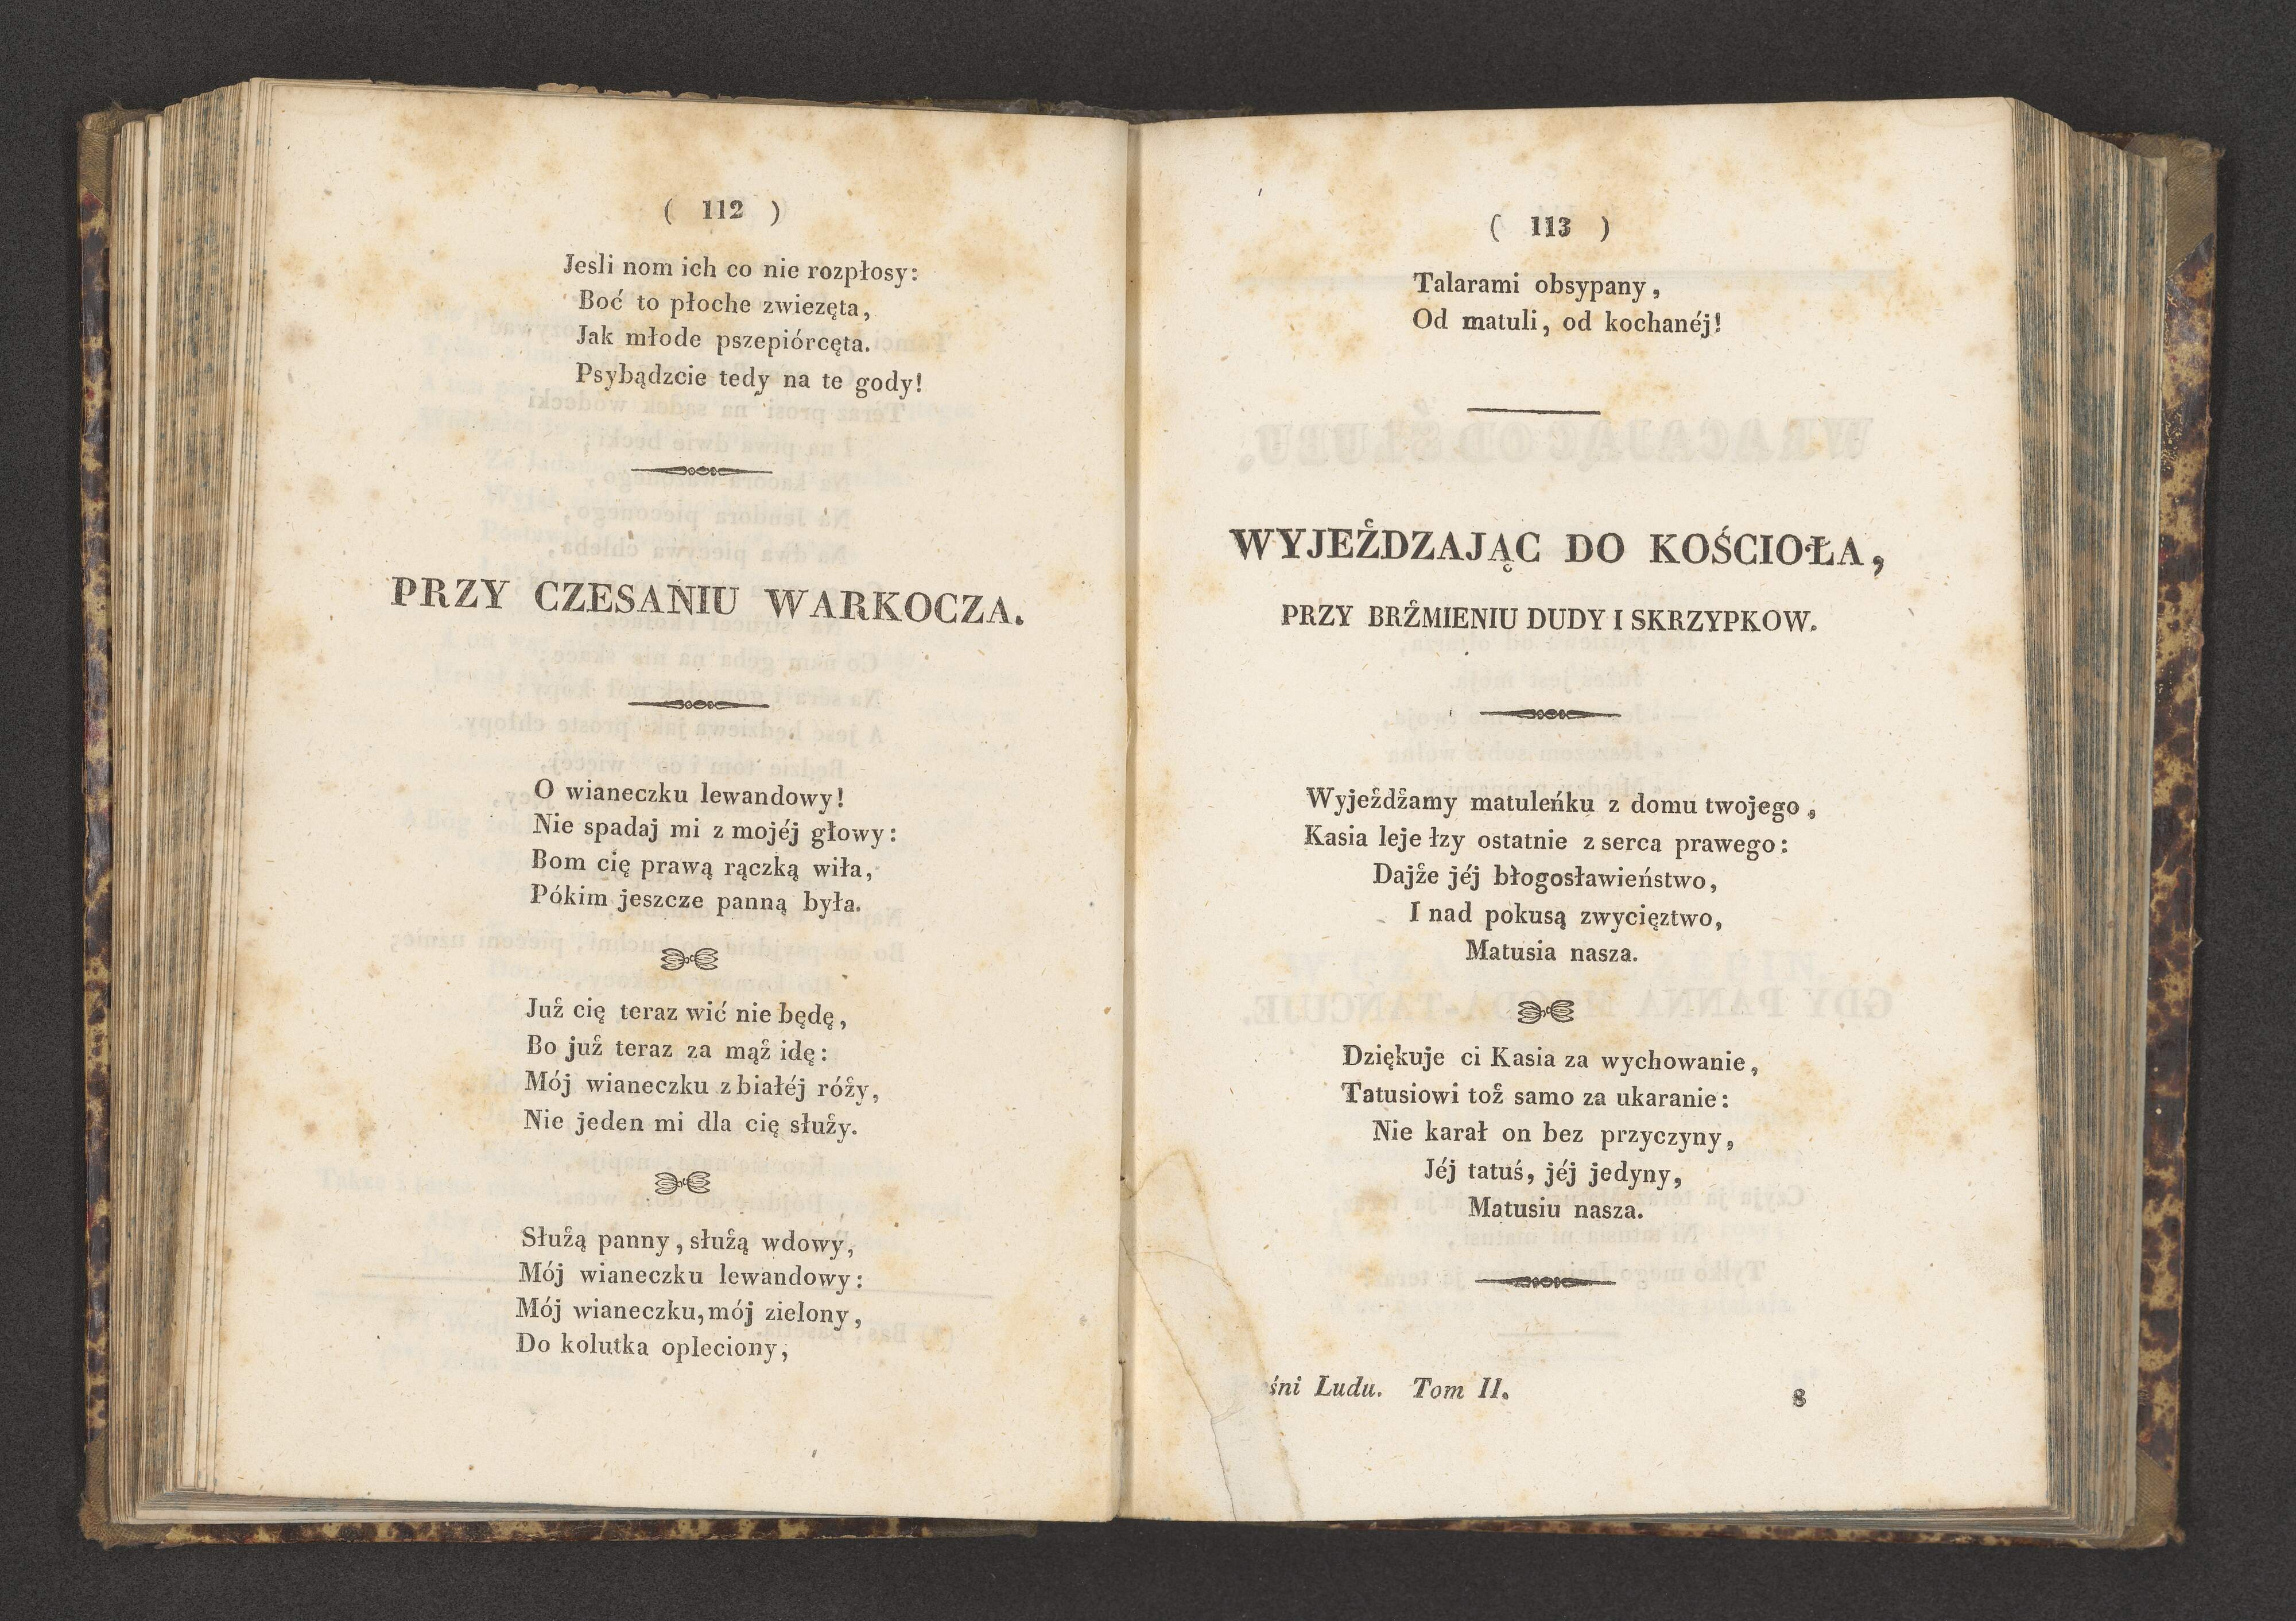 ( 112 )
Jesli nom ich co nie rozpłosy:
Boć to płoche zwiezęta,
Jak młode pszepiórcęta.
Psybądzcie tedy na te gody!
PRZY CZESANIU WARKOCZA.
O wianeczku lewandowy!
Nie spadaj mi z mojéj głowy:
Bom cię prawą rączką wiła,
Pókim jeszcze panną była.
Już cię teraz wić nie będę,
Bo już teraz za mąż idę:
Mój wianeczku z białéj róży,
Nie jeden mi dla cię służy.
Służą panny, służą wdowy,
Mój wianeczku lewandowy:
Mój wianeczku, mój zielony,
Do kolutka opleciony,
( 113 )
Talarami obsypany,
Od matuli, od kochanéj!
WYJEŻDZAJĄC DO KOŚCIOŁA,
PRZY BRŻMIENIU DUDY I SKRZYPKOW.
Wyjeżdżamy matuleńku z domu twojego,
Kasia leje łzy ostatnie z serca prawego:
Dajże jéj błogosławieństwo,
I nad pokusą zwycięztwo,
Matusia nasza.
Dziękuje ci Kasia za wychowanie,
Tatusiowi toż samo za ukaranie:
Nie karał on bez przyczyny,
Jéj tatuś, jéj jedyny,
Matusiu nasza.
śni Ludu. Tom II. 8